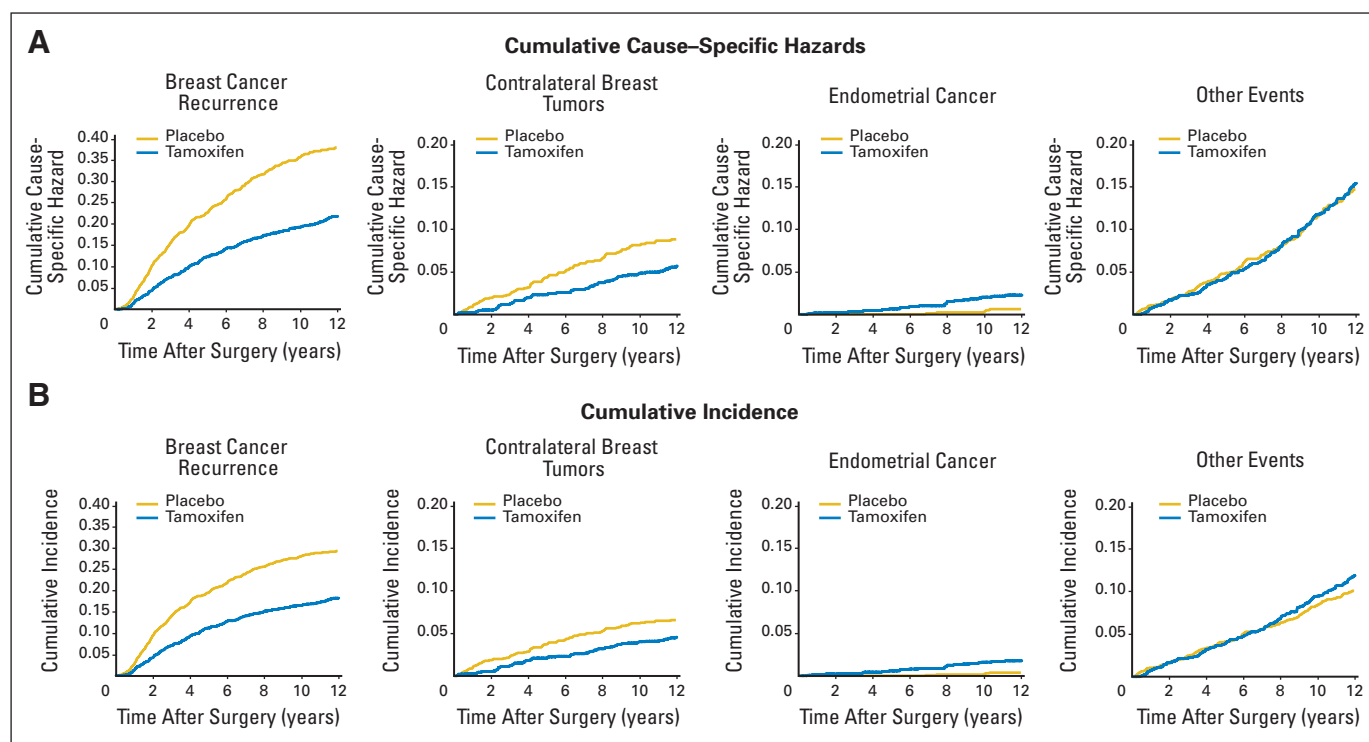 A
Cumulative Cause–Specific Hazards
Breast Cancer
Recurrence
Cumulative Cause-
Specific Hazard
0.40
0.35
0.30
0.25
0.20
0.15
0.10
0.05
Placebo
Tamoxifen
0 2 4 6 8 10 12
Time After Surgery (years)
Contralateral Breast
Tumors
Cumulative Cause-
Specific Hazard
0.20
0.15
0.10
0.05
Placebo
Tamoxifen
0 2 4 6 8 10 12
Time After Surgery (years)
Endometrial Cancer
Cumulative Cause-
Specific Hazard
0.20
0.15
0.10
0.05
Placebo
Tamoxifen
0 2 4 6 8 10 12
Time After Surgery (years)
Other Events
Cumulative Cause-
Specific Hazard
0.20
0.15
0.10
0.05
Placebo
Tamoxifen
0 2 4 6 8 10 12
Time After Surgery (years)
B
Cumulative Incidence
Breast Cancer
Recurrence
Cumulative Incidence
0.40
0.35
0.30
0.25
0.20
0.15
0.10
0.05
Placebo
Tamoxifen
0 2 4 6 8 10 12
Time After Surgery (years)
Contralateral Breast
Tumors
Cumulative Incidence
0.20
0.15
0.10
0.05
Placebo
Tamoxifen
0 2 4 6 8 10 12
Time After Surgery (years)
Endometrial Cancer
Cumulative Incidence
0.20
0.15
0.10
0.05
Placebo
Tamoxifen
0 2 4 6 8 10 12
Time After Surgery (years)
Other Events
Cumulative Incidence
0.20
0.15
0.10
0.05
Placebo
Tamoxifen
0 2 4 6 8 10 12
Time After Surgery (years)